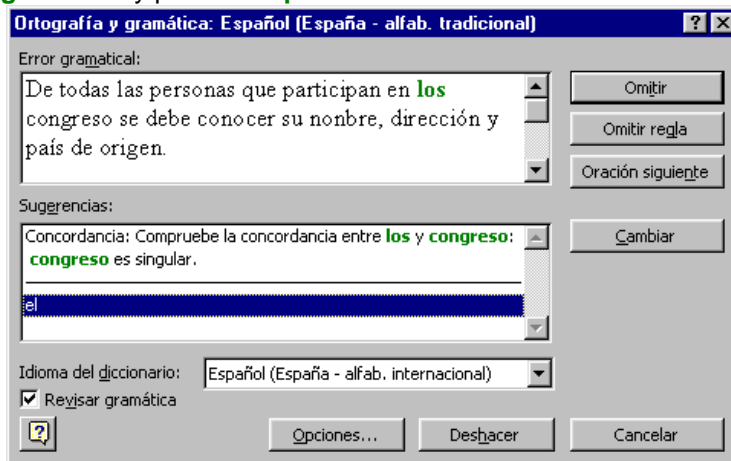 Ortografía y gramática: Español (España - alfab. tradicional)
Error gramatical:
De todas las personas que participan en los
congreso se debe conocer su nonbre, dirección y
país de origen.
Omitir
Omitir regla
Oración siguiente
Sugerencias:
Concordancia: Compruebe la concordancia entre los y congreso:
congreso es singular.
el
Cambiar
Idioma del diccionario: Español (España - alfab. internacional)
Revisar gramática
Opciones... Deshacer Cancelar